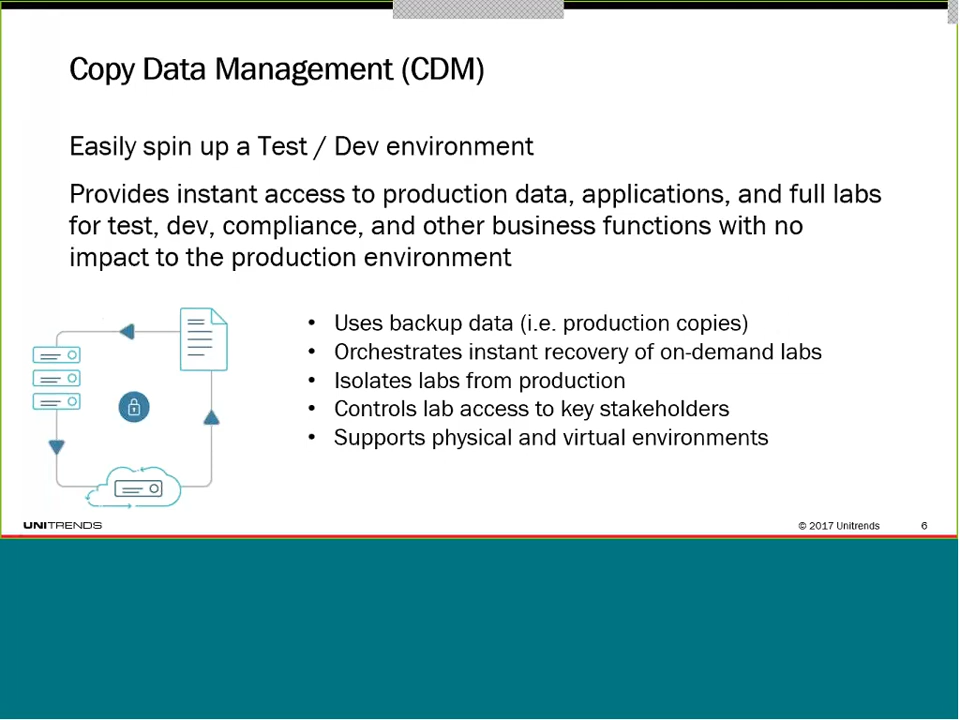 Copy Data Management (CDM)
Easily spin up a Test / Dev environment
Provides instant access to production data, applications, and full labs
for test, dev, compliance, and other business functions with no
impact to the production environment
• Uses backup data (i.e. production copies)
• Orchestrates instant recovery of on-demand labs
• Isolates labs from production
• Controls lab access to key stakeholders
• Supports physical and virtual environments
UNITRENDS
© 2017 Unitrends
6